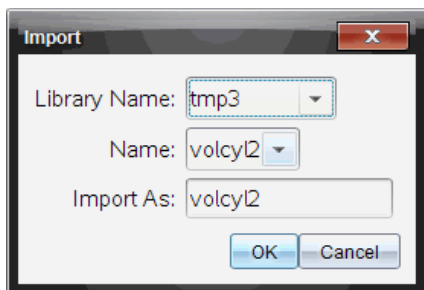 Import
Library Name: tmp3
Name: volcyl2
Import As: volcyl2
OK Cancel